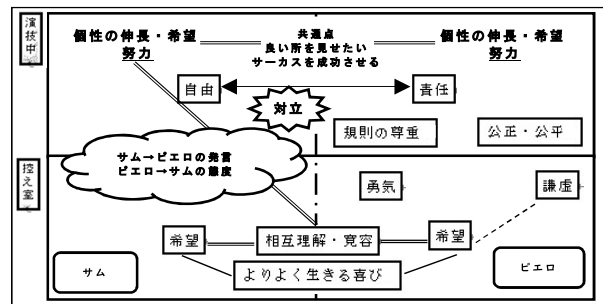 演技中
個性の伸長・希望
努力
共通点
良い所を見せたい
サーカスを成功させる
個性の伸長・希望
努力
自由
責任
対立
規則の尊重
公正・公平
サム→ピエロの発言
ピエロ→サムの態度
控え室
勇気
謙虚
希望
相互理解・寛容
希望
サム
よりよく生きる喜び
ピエロ